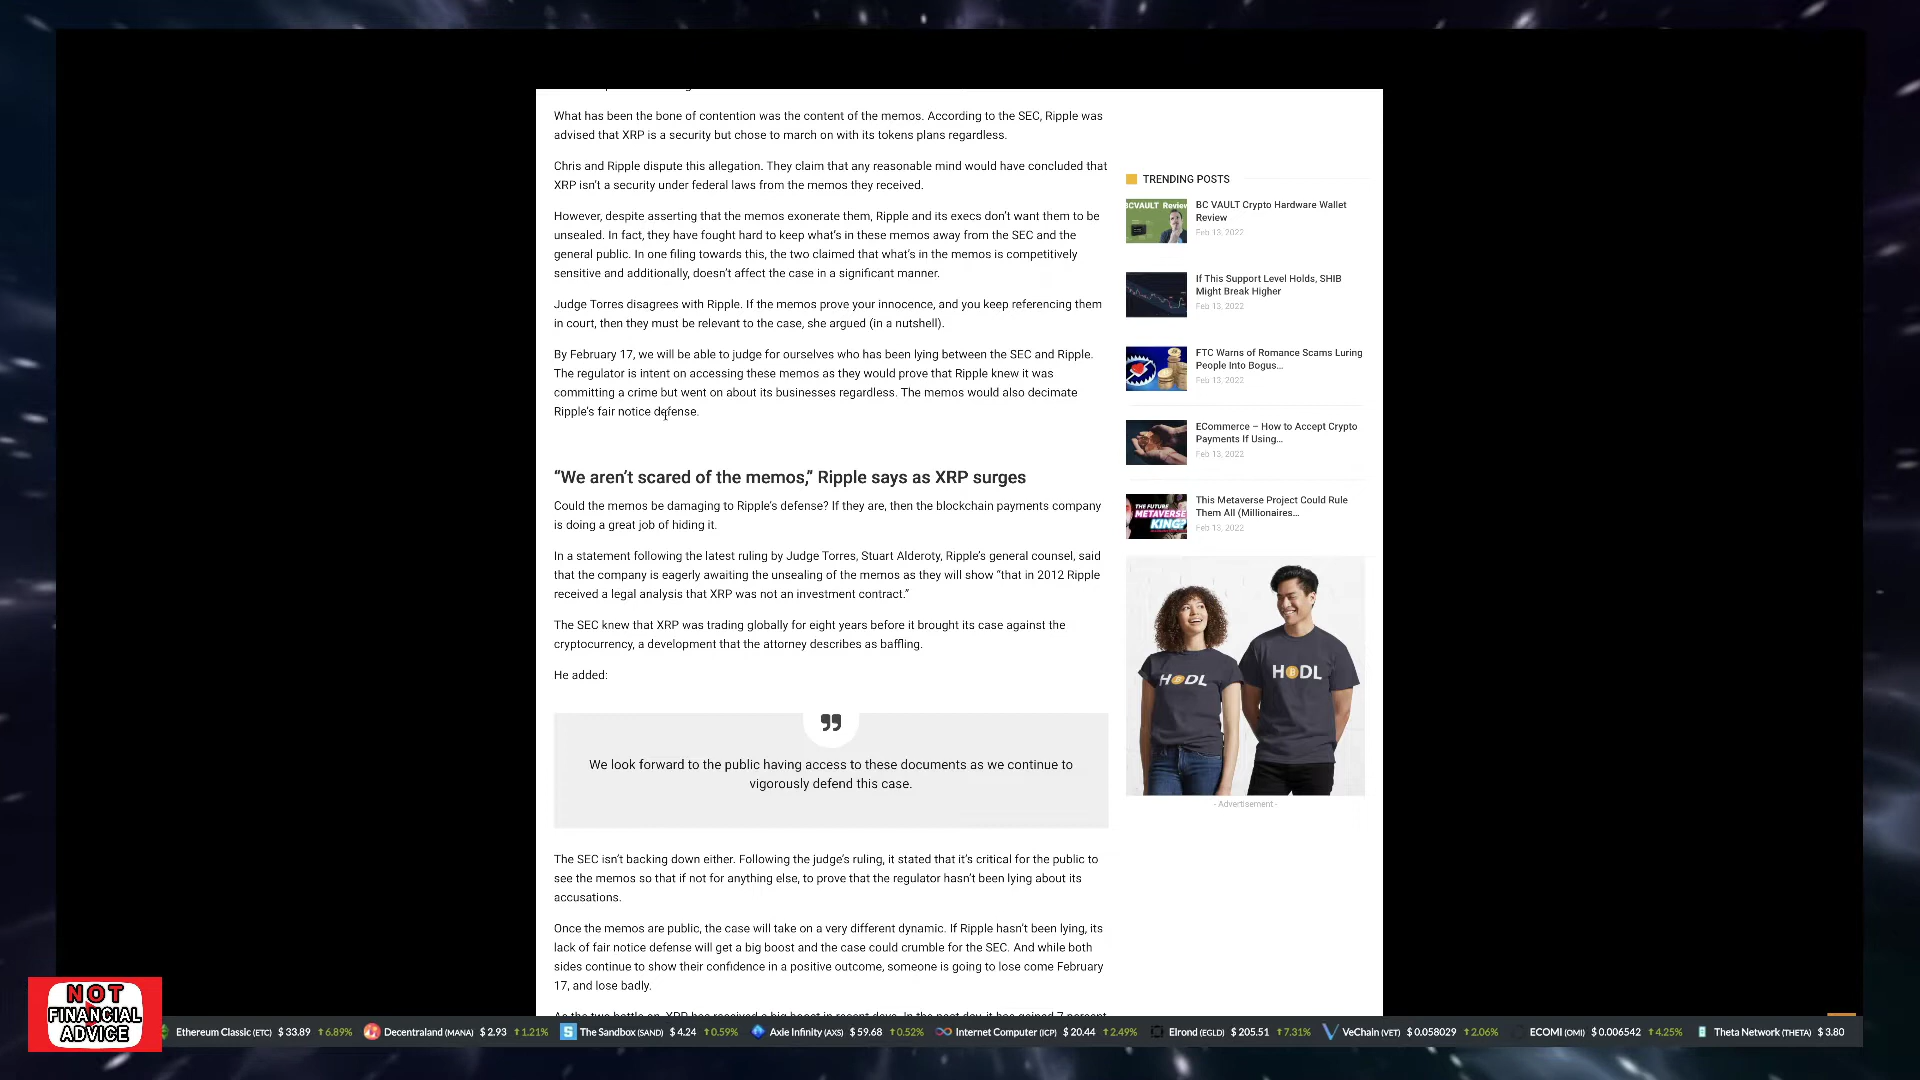 What has been the bone of contention was the content of the memos. According to the SEC, Ripple was
advised that XRP is a security but chose to march on with its tokens plans regardless.
Chris and Ripple dispute this allegation. They claim that any reasonable mind would have concluded that
XRP isn't a security under federal laws from the memos they received.
However, despite asserting that the memos exonerate them, Ripple and its execs don't want them to be
unsealed. In fact, they have fought hard to keep what's in these memos away from the SEC and the
general public. In one filing towards this, the two claimed that what's in the memos is competitively
sensitive and additionally, doesn't affect the case in a significant manner.
Judge Torres disagrees with Ripple. If the memos prove your innocence, and you keep referencing them
in court, then they must be relevant to the case, she argued (in a nutshell).
By February 17, we will be able to judge for ourselves who has been lying between the SEC and Ripple.
The regulator is intent on accessing these memos as they would prove that Ripple knew it was
committing a crime but went on about its businesses regardless. The memos would also decimate
Ripple's fair notice defense.
“We aren't scared of the memos,” Ripple says as XRP surges
Could the memos be damaging to Ripple's defense? If they are, then the blockchain payments company
is doing a great job of hiding it.
In a statement following the latest ruling by Judge Torres, Stuart Alderoty, Ripple's general counsel, said
that the company is eagerly awaiting the unsealing of the memos as they will show “that in 2012 Ripple
received a legal analysis that XRP was not an investment contract.”
The SEC knew that XRP was trading globally for eight years before it brought its case against the
cryptocurrency, a development that the attorney describes as baffling.
He added:
We look forward to the public having access to these documents as we continue to
vigorously defend this case.
The SEC isn't backing down either. Following the judge's ruling, it stated that it's critical for the public to
see the memos so that if not for anything else, to prove that the regulator hasn't been lying about its
accusations.
Once the memos are public, the case will take on a very different dynamic. If Ripple hasn't been lying, its
lack of fair notice defense will get a big boost and the case could crumble for the SEC. And while both
sides continue to show their confidence in a positive outcome, someone is going to lose come February
17, and lose badly.
TRENDING POSTS
BCVAULT Review
BC VAULT Crypto Hardware Wallet
Review
Feb 13, 2022
If This Support Level Holds, SHIB
Might Break Higher
Feb 13, 2022
FTC Warns of Romance Scams Luring
People Into Bogus...
Feb 13, 2022
ECommerce – How to Accept Crypto
Payments If Using...
Feb 13, 2022
THE FUTURE
METAVERSE
KING?
This Metaverse Project Could Rule
Them All (Millionaires...
Feb 13, 2022
HODL
HODL
- Advertisement -
NOT
FINANCIAL
ADVICE
Ethereum Classic (ETC) $ 33.89 ↑6.89% Decentraland (MANA) $ 2.93 ↑1.21% The Sandbox (SAND) $ 4.24 ↑0.59% Axie Infinity (AXS) $ 59.68 ↑0.52% Internet Computer (ICP) $ 20.44 ↑2.49% Elrond (EGLD) $ 205.51 ↑7.31% VeChain (VET) $ 0.058029 ↑2.06% ECOMI (OMI) $ 0.006542 ↑4.25% Theta Network (THETA) $ 3.80